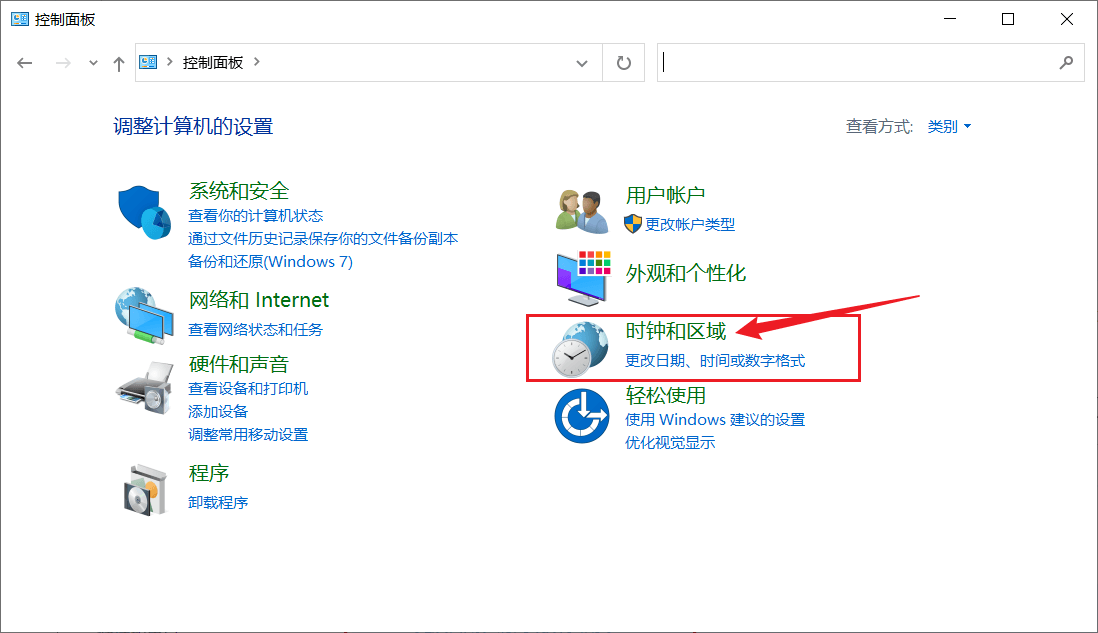 控制面板
控制面板
调整计算机的设置
查看方式: 类别
系统和安全
查看你的计算机状态
通过文件历史记录保存你的文件备份副本
备份和还原(Windows 7)
网络和 Internet
查看网络状态和任务
硬件和声音
查看设备和打印机
添加设备
调整常用移动设置
程序
卸载程序
用户帐户
更改帐户类型
外观和个性化
时钟和区域
更改日期、时间或数字格式
轻松使用
使用 Windows 建议的设置
优化视觉显示